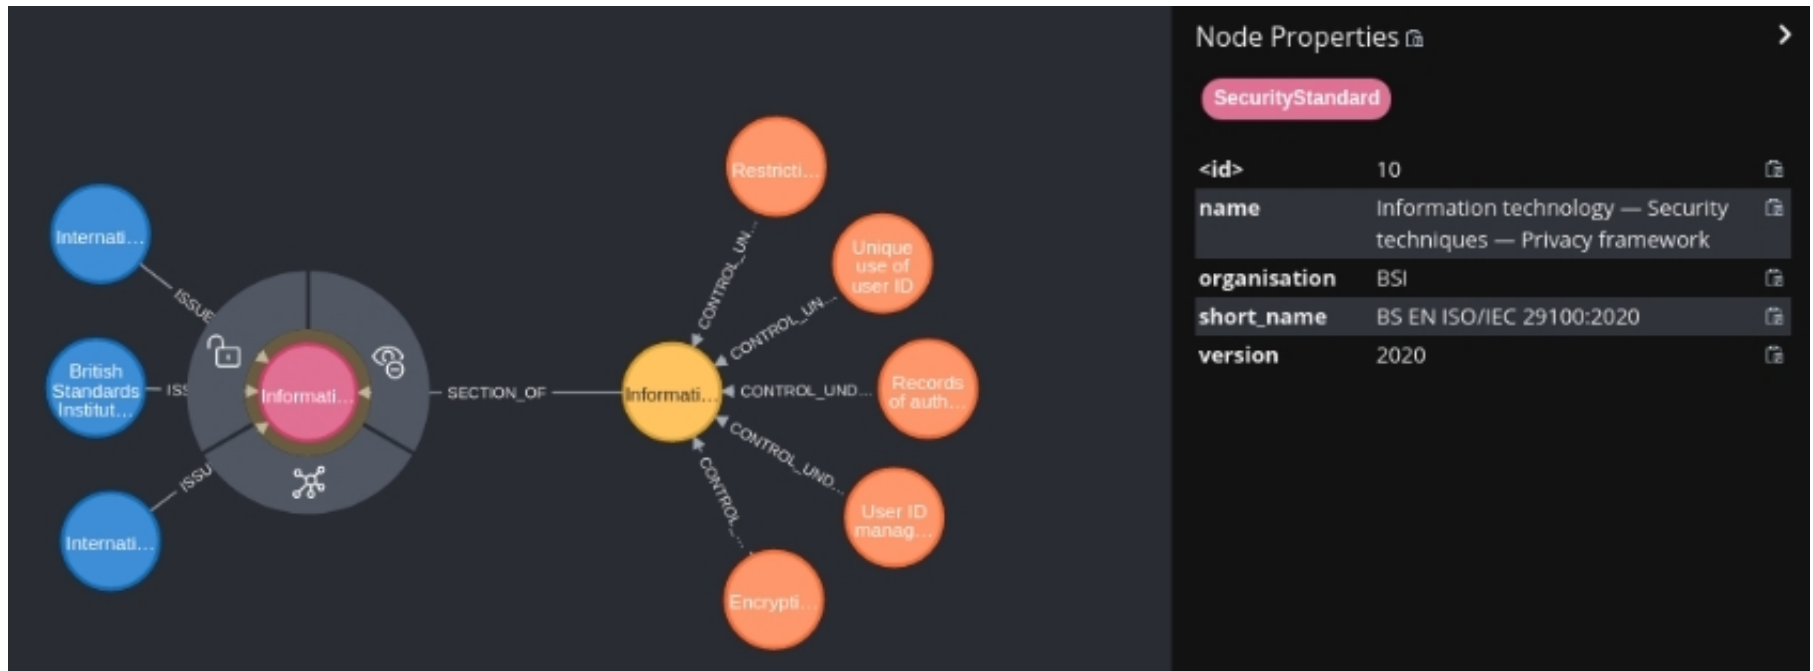 Node Properties
SecurityStandard
<id> 10
name Information technology — Security
techniques — Privacy framework
organisation BSI
short_name BS EN ISO/IEC 29100:2020
version 2020
Internati...
British
Standards
Institut...
Internati...
ISSUE
ISS
ISSU
Informati...
SECTION_OF
Informati...
CONTROL_UN...
CONTROL_UN...
CONTROL_UND...
CONTROL_UND...
CONTROL_...
Restricti...
Unique
use of
user ID
Records
of auth...
User ID
manag...
Encrypti...